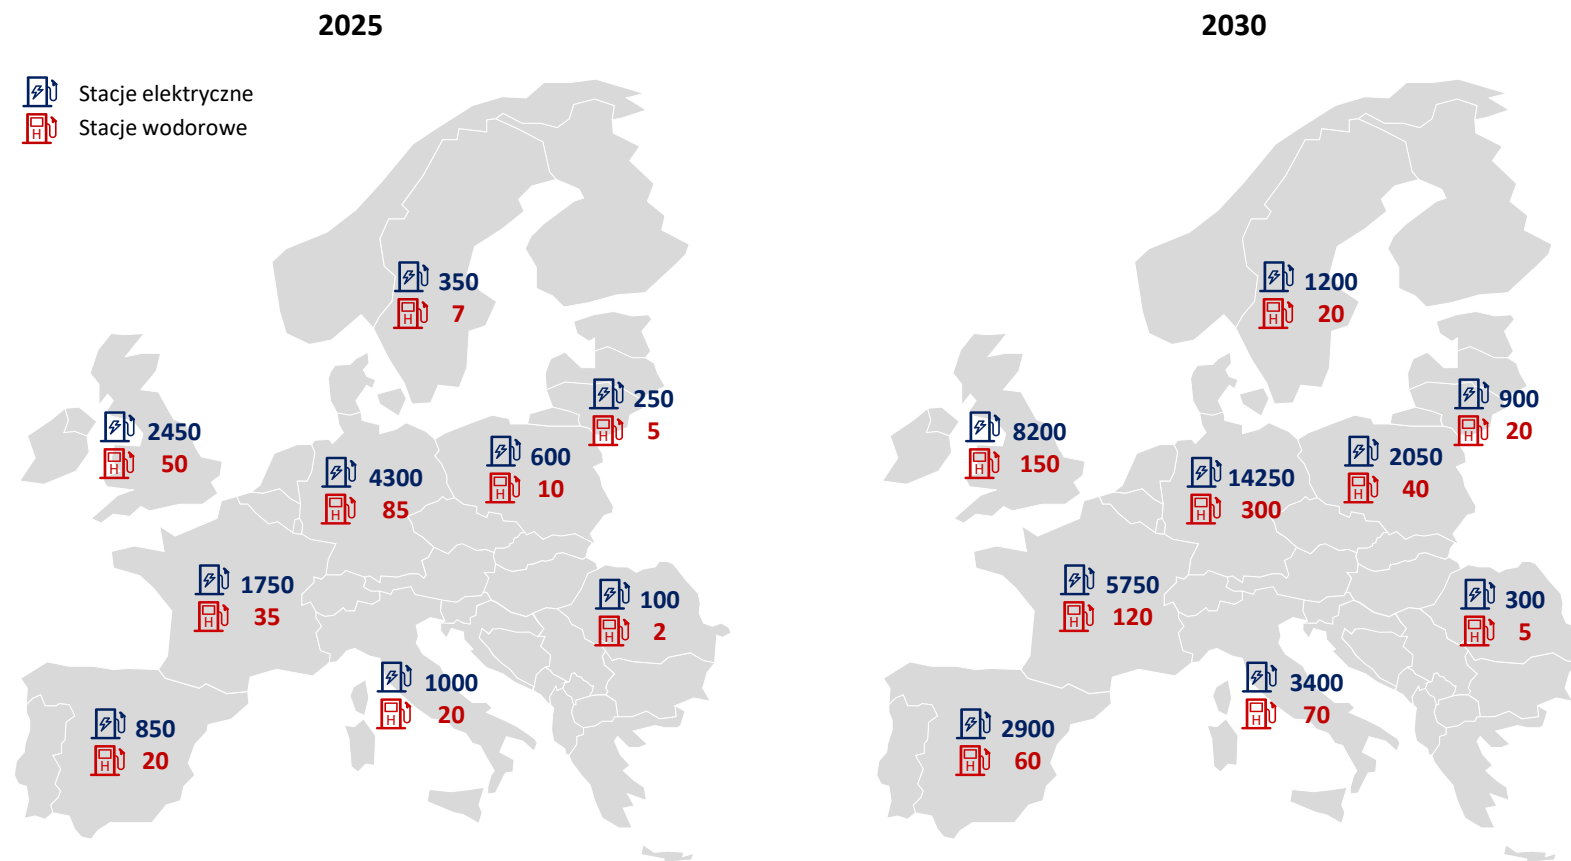 2025
Stacje elektryczne
Stacje wodorowe
350
H 7
2450
H 50
250
H 5
600
H 10
4300
H 85
1750
H 35
100
H 2
1000
H 20
850
H 20
2030
1200
H 20
8200
H 150
900
H 20
2050
H 40
14250
H 300
5750
H 120
300
H 5
3400
H 70
2900
H 60